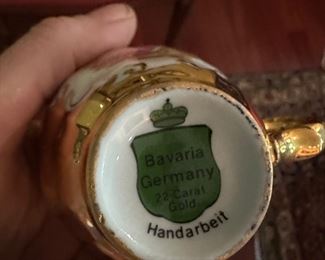 Bavaria
Germany
22-Carat
Gold
Handarbeit